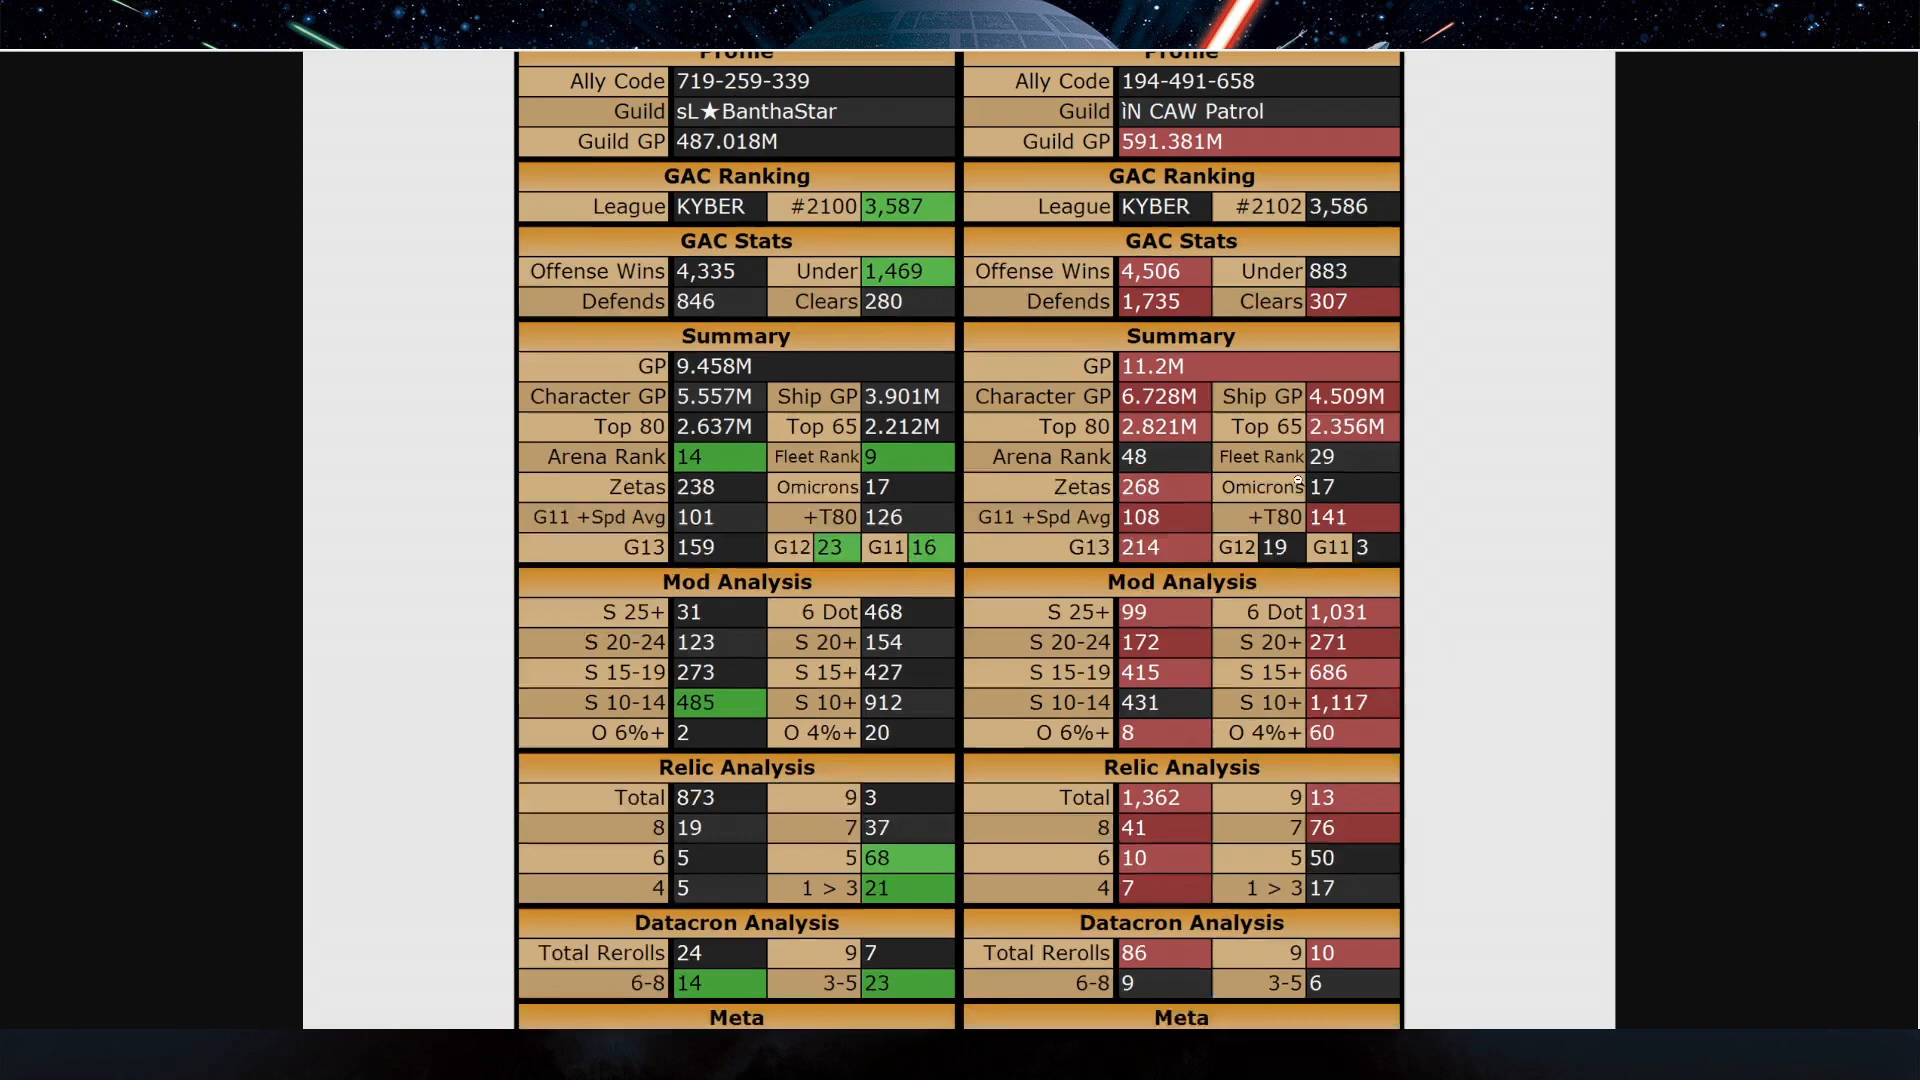 Profile
Ally Code 719-259-339
Guild sL★BanthaStar
Guild GP 487.018M
GAC Ranking
League KYBER #2100 3,587
GAC Stats
Offense Wins 4,335 Under 1,469
Defends 846 Clears 280
Summary
GP 9.458M
Character GP 5.557M Ship GP 3.901M
Top 80 2.637M Top 65 2.212M
Arena Rank 14 Fleet Rank 9
Zetas 238 Omicrons 17
G11 +Spd Avg 101 +T80 126
G13 159 G12 23 G11 16
Mod Analysis
S 25+ 31 6 Dot 468
S 20-24 123 S 20+ 154
S 15-19 273 S 15+ 427
S 10-14 485 S 10+ 912
O 6%+ 2 O 4%+ 20
Relic Analysis
Total 873 9 3
8 19 7 37
6 5 5 68
4 5 1 > 3 21
Datacron Analysis
Total Rerolls 24 9 7
6-8 14 3-5 23
Meta
Profile
Ally Code 194-491-658
Guild ÌN CAW Patrol
Guild GP 591.381M
GAC Ranking
League KYBER #2102 3,586
GAC Stats
Offense Wins 4,506 Under 883
Defends 1,735 Clears 307
Summary
GP 11.2M
Character GP 6.728M Ship GP 4.509M
Top 80 2.821M Top 65 2.356M
Arena Rank 48 Fleet Rank 29
Zetas 268 Omicrons 17
G11 +Spd Avg 108 +T80 141
G13 214 G12 19 G11 3
Mod Analysis
S 25+ 99 6 Dot 1,031
S 20-24 172 S 20+ 271
S 15-19 415 S 15+ 686
S 10-14 431 S 10+ 1,117
O 6%+ 8 O 4%+ 60
Relic Analysis
Total 1,362 9 13
8 41 7 76
6 10 5 50
4 7 1 > 3 17
Datacron Analysis
Total Rerolls 86 9 10
6-8 9 3-5 6
Meta